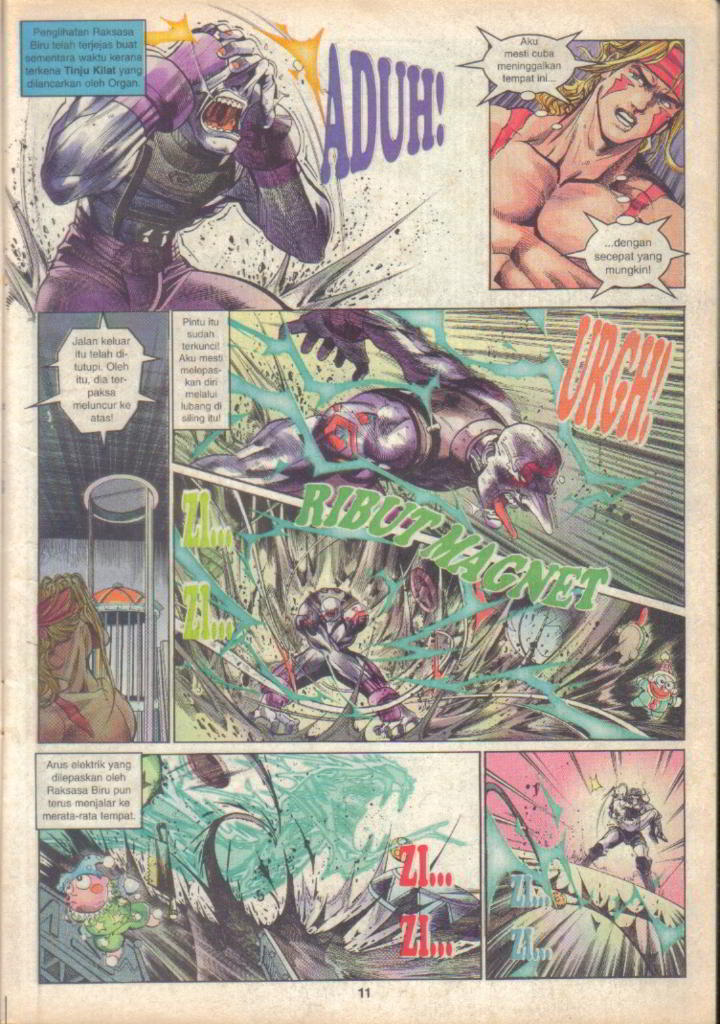 Penglihatan Raksasa
Biru telah terjejas buat
sementara waktu kerana
terkena Tinju Kilat yang
dilancarkan oleh Organ.
ADUH!
Aku
mesti cuba
meninggalkan
tempat ini...
...dengan
secepat yang
mungkin!
Jalan keluar
itu telah di-
tutupi. Oleh
itu, dia ter-
paksa
meluncur ke
atas!
Pintu itu
sudah
terkunci!
Aku mesti
melepas-
kan diri
melalui
lubang di
siling itu!
URGH!
RIBUT MAGNET
ZI...
ZI...
Arus elektrik yang
dilepaskan oleh
Raksasa Biru pun
terus menjalar ke
merata-rata tempat.
ZI...
ZI...
ZI...
ZI...
11